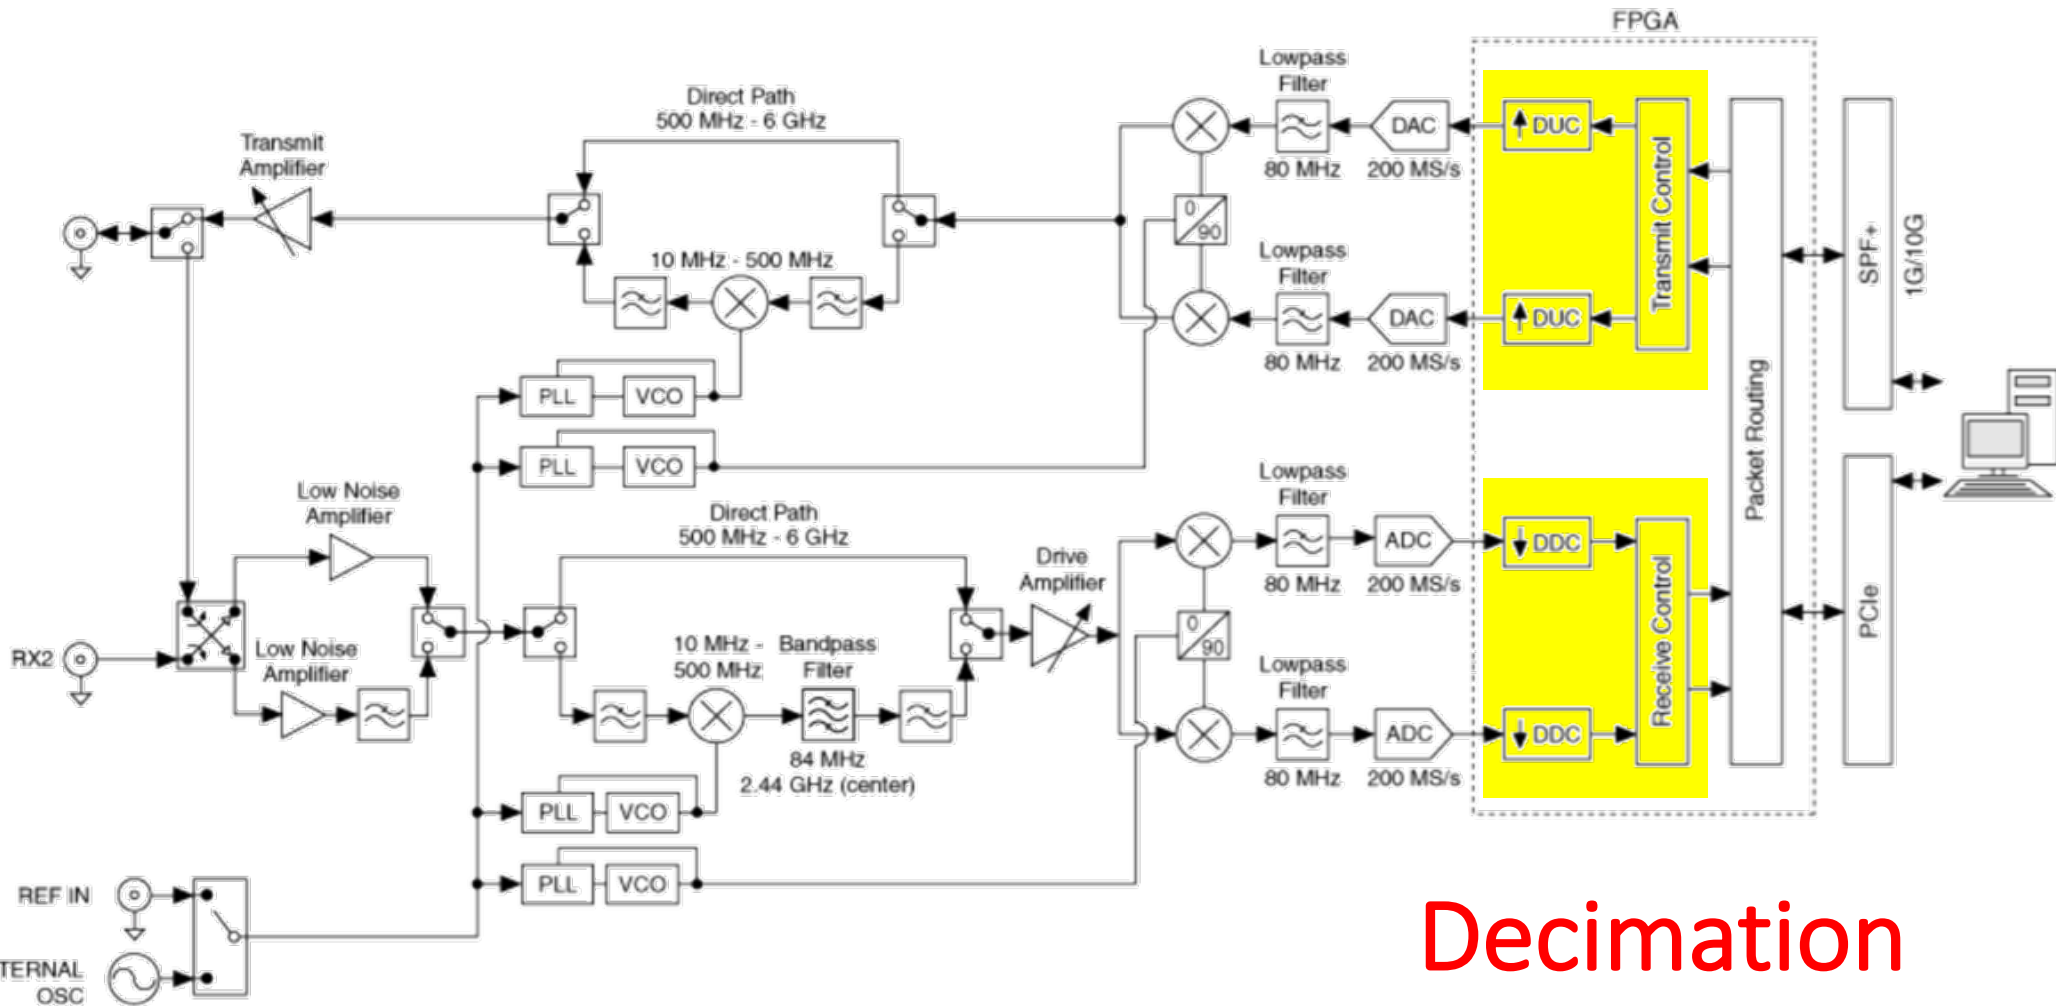 FPGA
Lowpass
Filter
Direct Path
500 MHz - 6 GHz
DAC
DUC
Transmit
Amplifier
80 MHz
200 MS/s
Transmit Control
0
90
SPF+
1G/10G
Lowpass
Filter
10 MHz - 500 MHz
DAC
DUC
80 MHz
200 MS/s
PLL
VCO
Packet Routing
PLL
VCO
Low Noise
Amplifier
Direct Path
500 MHz - 6 GHz
Lowpass
Filter
Drive
Amplifier
ADC
DDC
80 MHz
200 MS/s
Receive Control
PCIe
0
90
RX2
Low Noise
Amplifier
10 MHz -
500 MHz
Bandpass
Filter
Lowpass
Filter
ADC
DDC
84 MHz
2.44 GHz (center)
80 MHz
200 MS/s
PLL
VCO
PLL
VCO
REF IN
TERNAL
OSC
Decimation